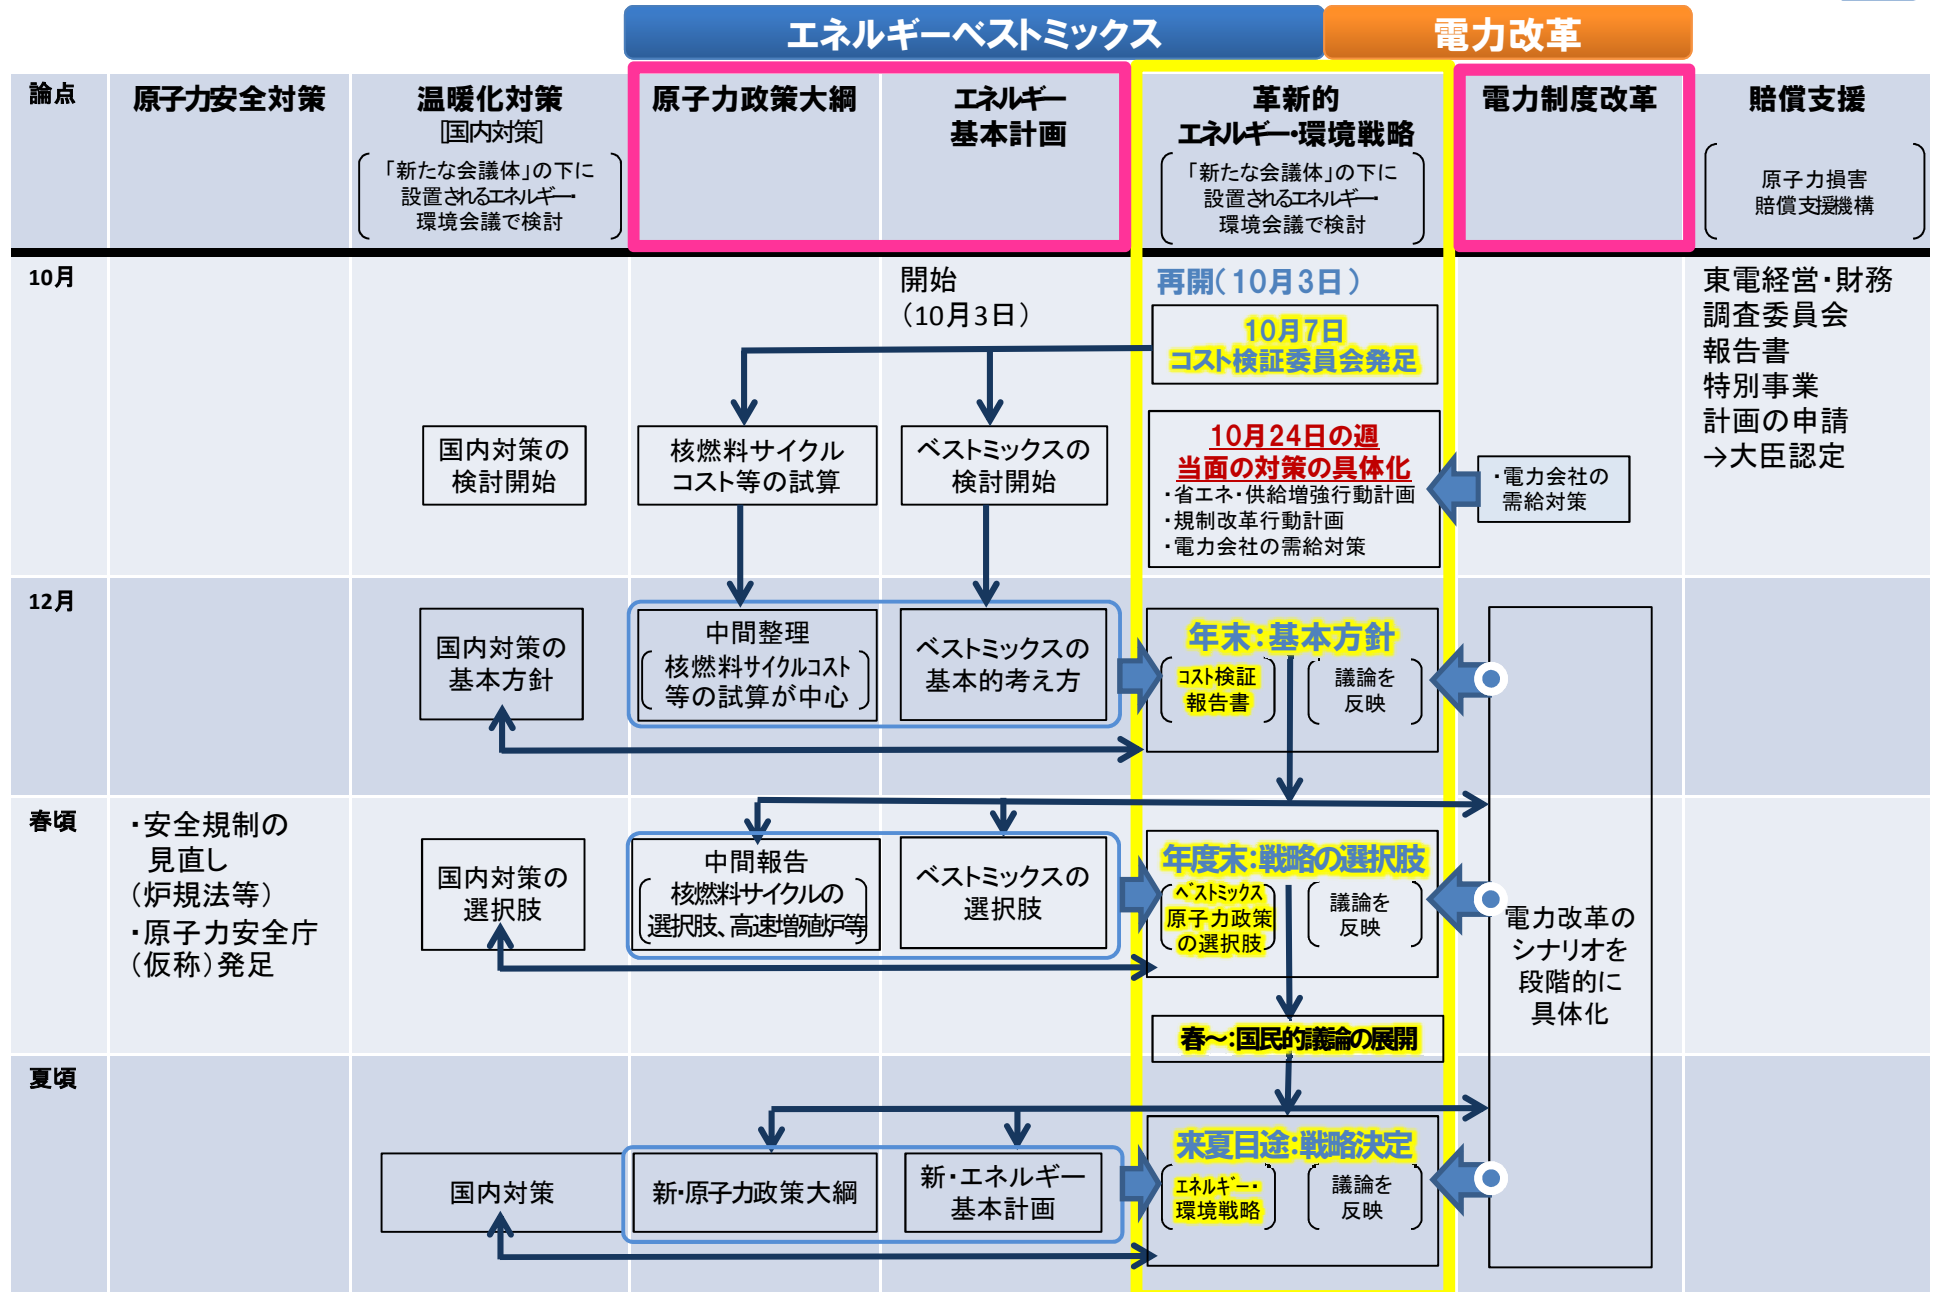 エネルギーベストミックス
電力改革
論点
原子力安全対策
温暖化対策
[国内対策]
「新たな会議体」の下に
設置されるエネルギー・
環境会議で検討
原子力政策大綱
エネルギー
基本計画
革新的
エネルギー・環境戦略
「新たな会議体」の下に
設置されるエネルギー・
環境会議で検討
電力制度改革
賠償支援
原子力損害
賠償支援機構
10月
開始
(10月3日)
再開(10月3日)
10月7日
コスト検証委員会発足
東電経営・財務
調査委員会
報告書
特別事業
計画の申請
→大臣認定
国内対策の
検討開始
核燃料サイクル
コスト等の試算
ベストミックスの
検討開始
10月24日の週
当面の対策の具体化
・省エネ・供給増強行動計画
・規制改革行動計画
・電力会社の需給対策
・電力会社の
需給対策
12月
国内対策の
基本方針
中間整理
核燃料サイクルコスト
等の試算が中心
ベストミックスの
基本的考え方
年末:基本方針
コスト検証
報告書
議論を
反映
春頃
・安全規制の
見直し
(炉規法等)
・原子力安全庁
(仮称)発足
国内対策の
選択肢
中間報告
核燃料サイクルの
選択肢、高速増殖炉等
ベストミックスの
選択肢
年度末:戦略の選択肢
ベストミックス
原子力政策
の選択肢
議論を
反映
電力改革の
シナリオを
段階的に
具体化
春～:国民的議論の展開
夏頃
国内対策
新・原子力政策大綱
新・エネルギー
基本計画
来夏目途:戦略決定
エネルギー・
環境戦略
議論を
反映